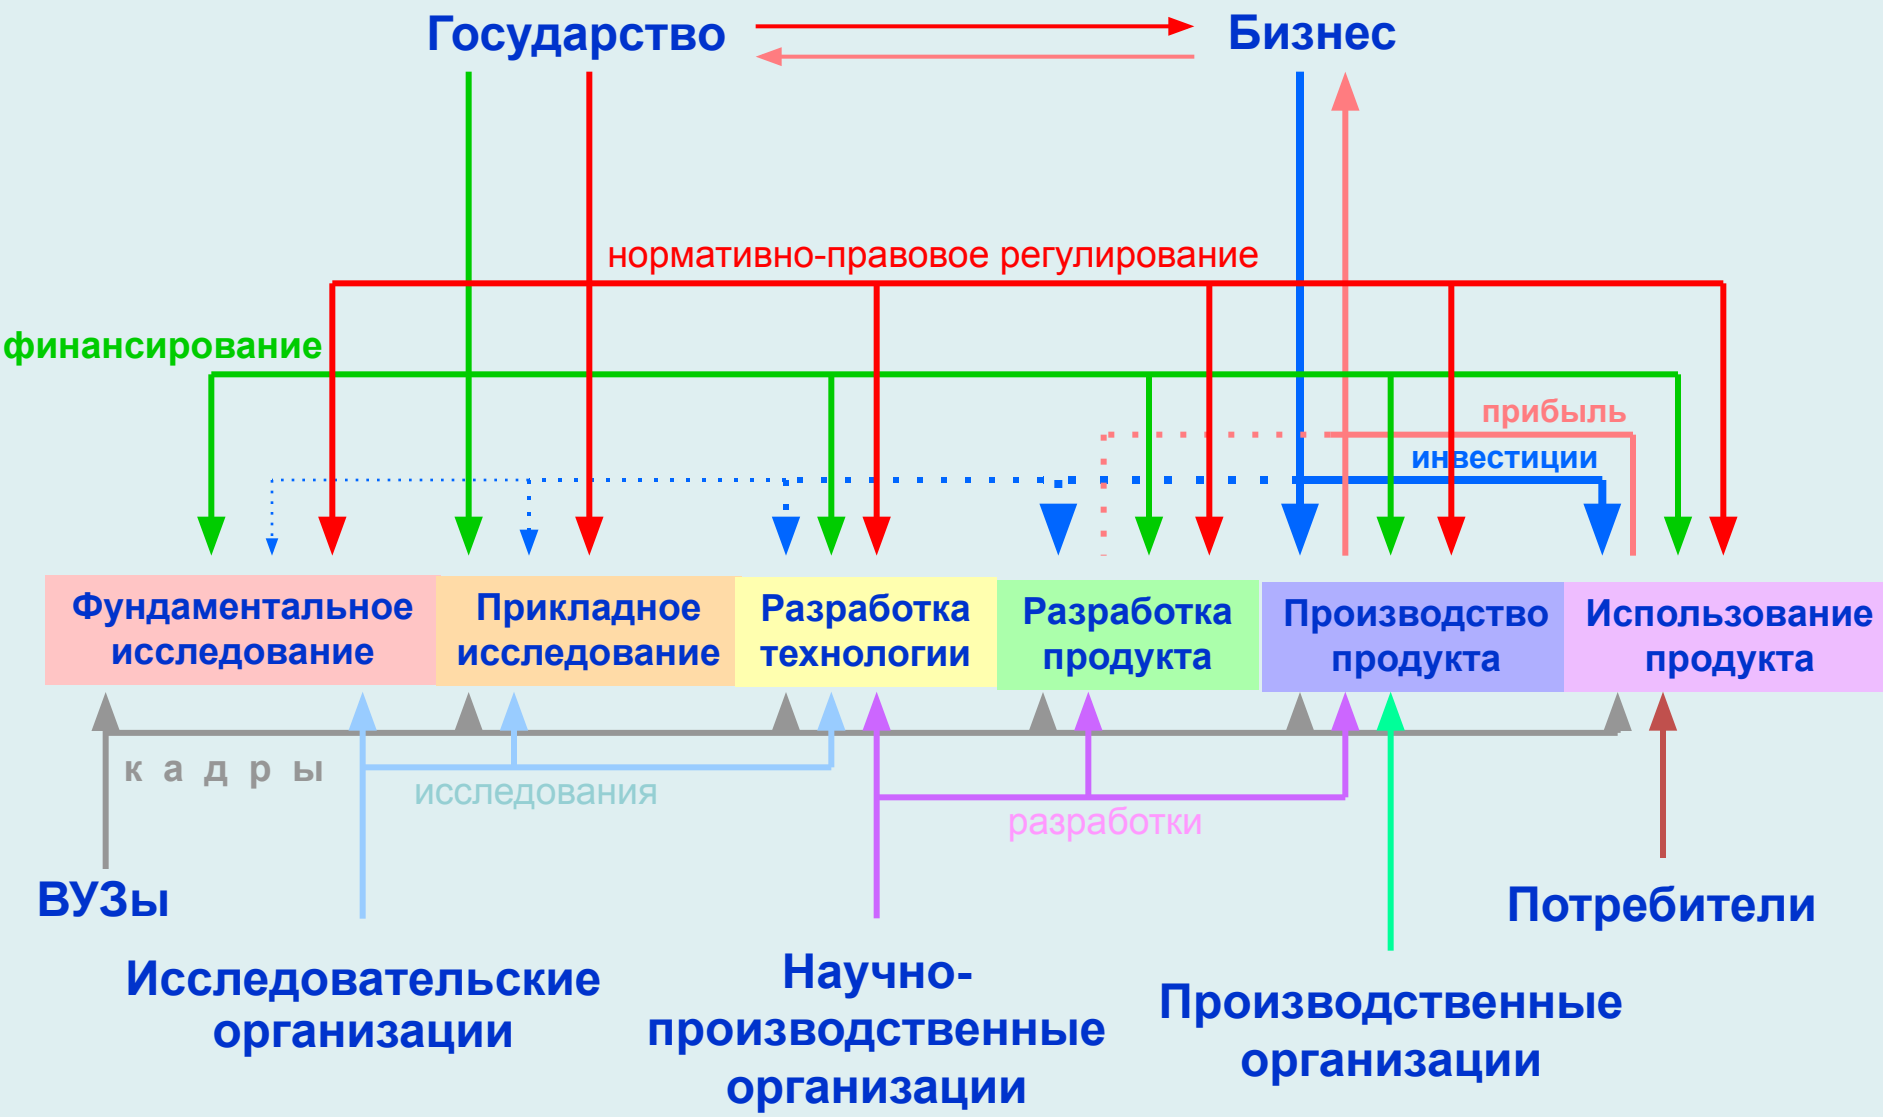 Государство
Бизнес
нормативно-правовое регулирование
финансирование
прибыль
инвестиции
Фундаментальное
исследование
Прикладное
исследование
Разработка
технологии
Разработка
продукта
Производство
продукта
Использование
продукта
к а д р ы
исследования
разработки
ВУЗы
Исследовательские
организации
Научно-
производственные
организации
Производственные
организации
Потребители